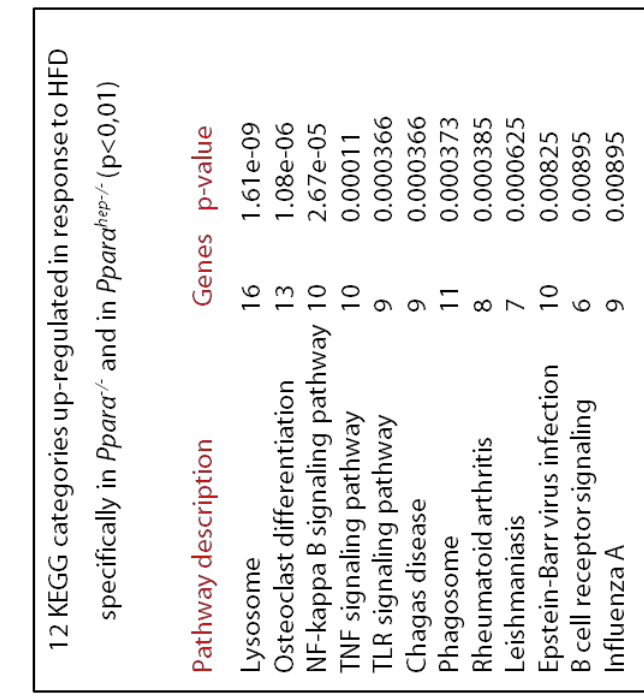 12 KEGG categories up-regulated in response to HFD
specifically in Ppara-/- and in Pparahep-/- (p<0,01)
Pathway description Genes p-value
Lysosome 16 1.61e-09
Osteoclast differentiation 13 1.08e-06
NF-kappa B signaling pathway 10 2.67e-05
TNF signaling pathway 10 0.00011
TLR signaling pathway 9 0.000366
Chagas disease 9 0.000366
Phagosome 11 0.000373
Rheumatoid arthritis 8 0.000385
Leishmaniasis 7 0.000625
Epstein-Barr virus infection 10 0.00825
B cell receptor signaling 6 0.00895
Influenza A 9 0.00895